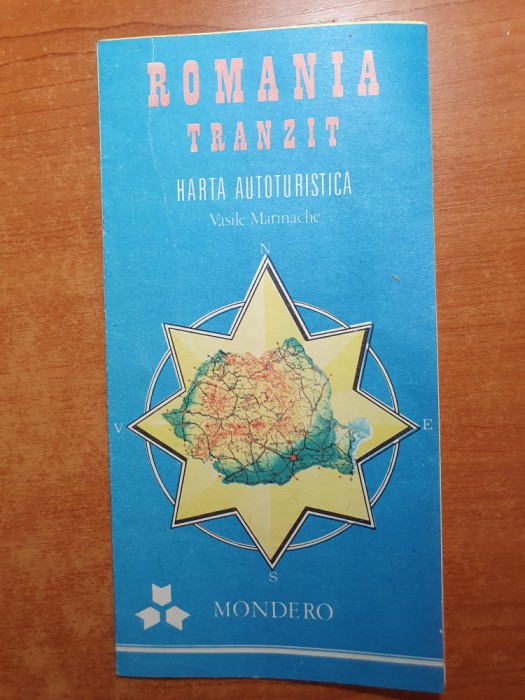 ROMANIA
TRANZIT
HARTA AUTOTURISTICA
Vasile Marinache
N
V
E
S
MONDERO